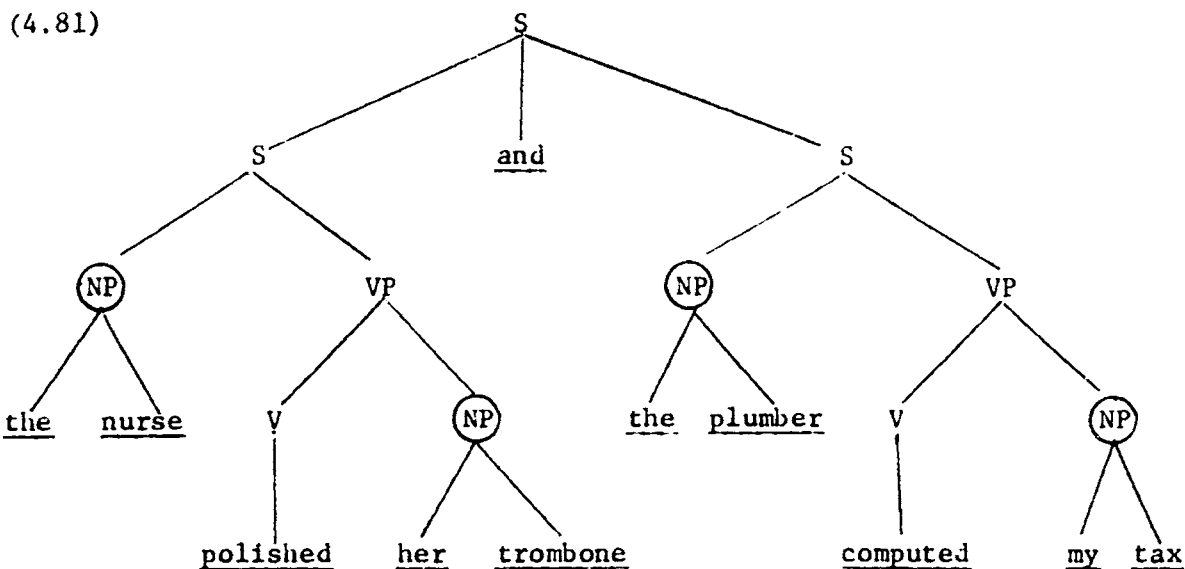 (4.81)
S
S and S
NP VP NP VP
the nurse V NP the plumber V NP
polished her trombone computed my tax